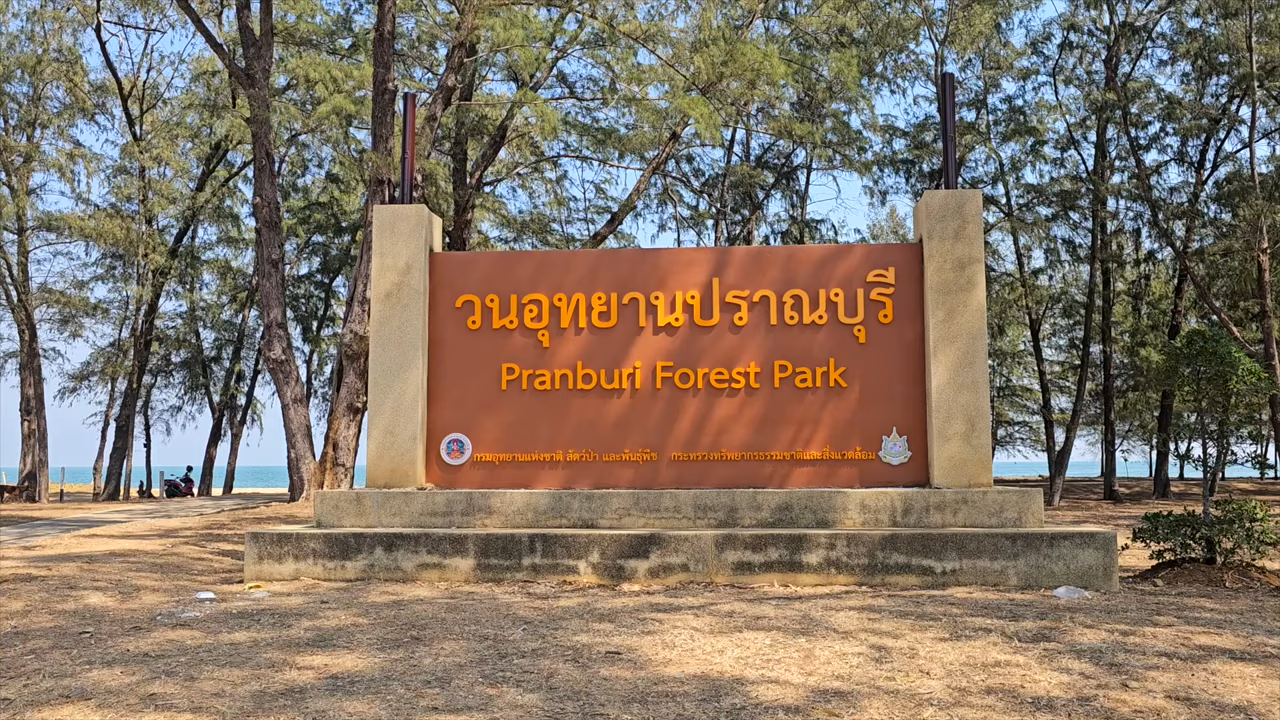 วนอุทยานปราณบุรี
Pranburi Forest Park
กรมอุทยานแห่งชาติ สัตว์ป่า และพันธุ์พืช กระทรวงทรัพยากรธรรมชาติและสิ่งแวดล้อม